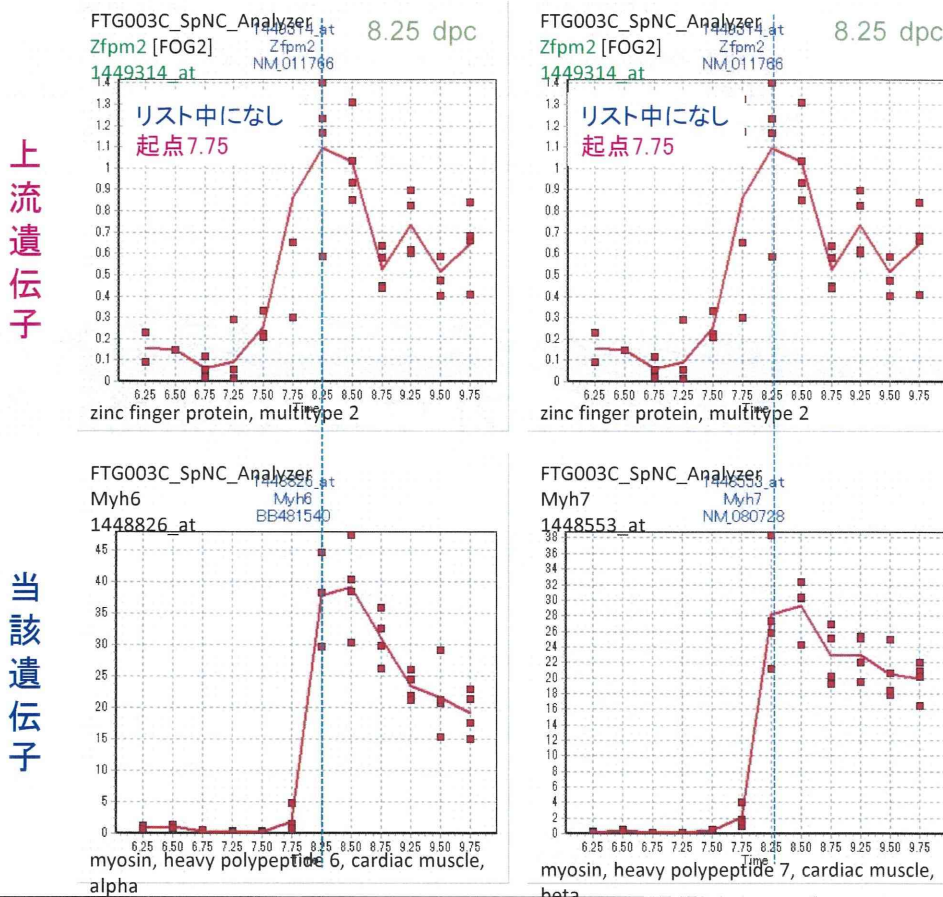 上流遺伝子
FTG003C_SpNC_Analyzer
1449314_at
Zfpm2 [FOG2]
Zfpm2
1449314_at
NM_011766
8.25 dpc
リスト中になし
起点7.75
1.4
1.3
1.2
1.1
1
0.9
0.8
0.7
0.6
0.5
0.4
0.3
0.2
0.1
0
6.25 6.50 6.75 7.25 7.50 7.75 8.25 8.50 8.75 9.25 9.50 9.75
Time
zinc finger protein, multitype 2
FTG003C_SpNC_Analyzer
1449314_at
Zfpm2 [FOG2]
Zfpm2
1449314_at
NM_011766
8.25 dpc
リスト中になし
起点7.75
1.4
1.3
1.2
1.1
1
0.9
0.8
0.7
0.6
0.5
0.4
0.3
0.2
0.1
0
6.25 6.50 6.75 7.25 7.50 7.75 8.25 8.50 8.75 9.25 9.50 9.75
Time
zinc finger protein, multitype 2
当該遺伝子
FTG003C_SpNC_Analyzer
1448826_at
Myh6
Myh6
1448826_at
BB481540
45
40
35
30
25
20
15
10
5
0
6.25 6.50 6.75 7.25 7.50 7.75 8.25 8.50 8.75 9.25 9.50 9.75
Time
myosin, heavy polypeptide 6, cardiac muscle,
alpha
FTG003C_SpNC_Analyzer
1448553_at
Myh7
Myh7
1448553_at
NM_080728
38
36
34
32
30
28
26
24
22
20
18
16
14
12
10
8
6
4
2
0
6.25 6.50 6.75 7.25 7.50 7.75 8.25 8.50 8.75 9.25 9.50 9.75
Time
myosin, heavy polypeptide 7, cardiac muscle,
beta